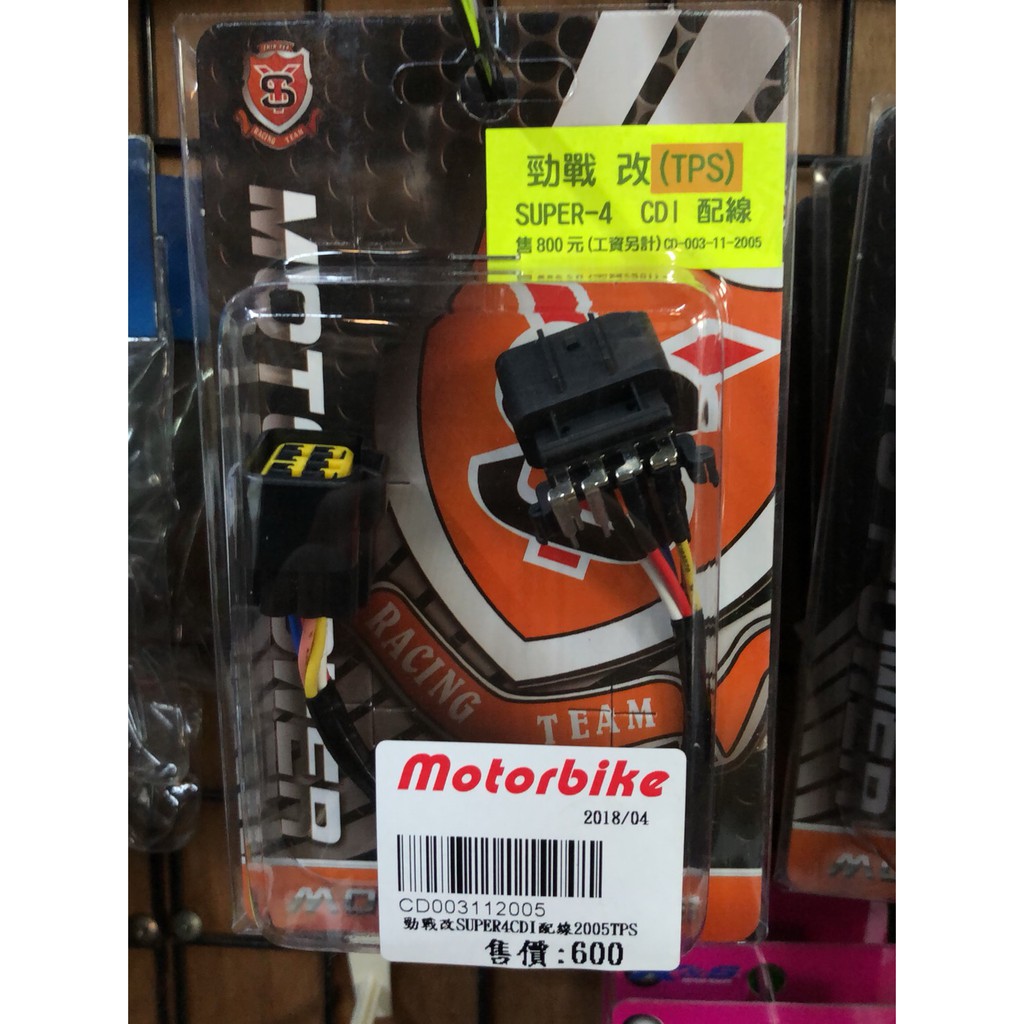 RACING TEAM
勁戰 改(TPS)
SUPER-4 CDI 配線
售800元(工資另計)CD-003-11-2005
RACING TEAM
Motorbike
2018/04
CD003112005
勁戰改SUPER4CDI配線2005TPS
售價:600